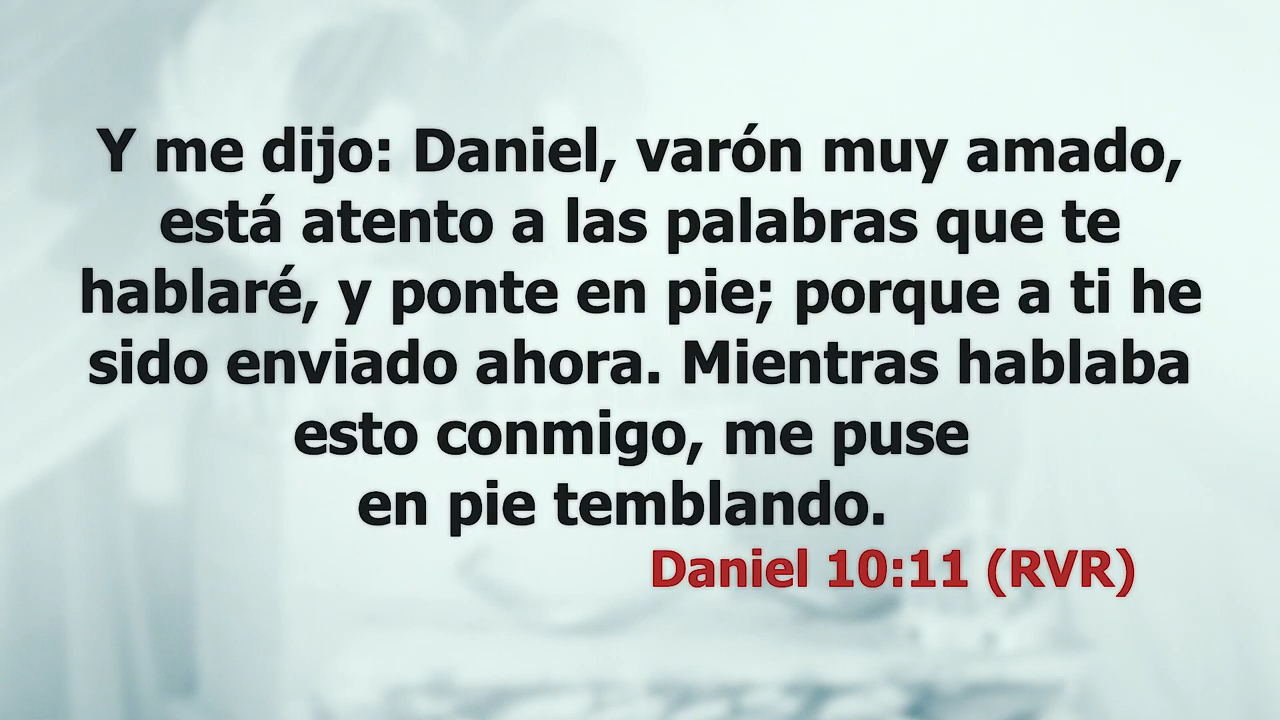 Y me dijo: Daniel, varón muy amado,
está atento a las palabras que te
hablaré, y ponte en pie; porque a ti he
sido enviado ahora. Mientras hablaba
esto conmigo, me puse
en pie temblando.
Daniel 10:11 (RVR)